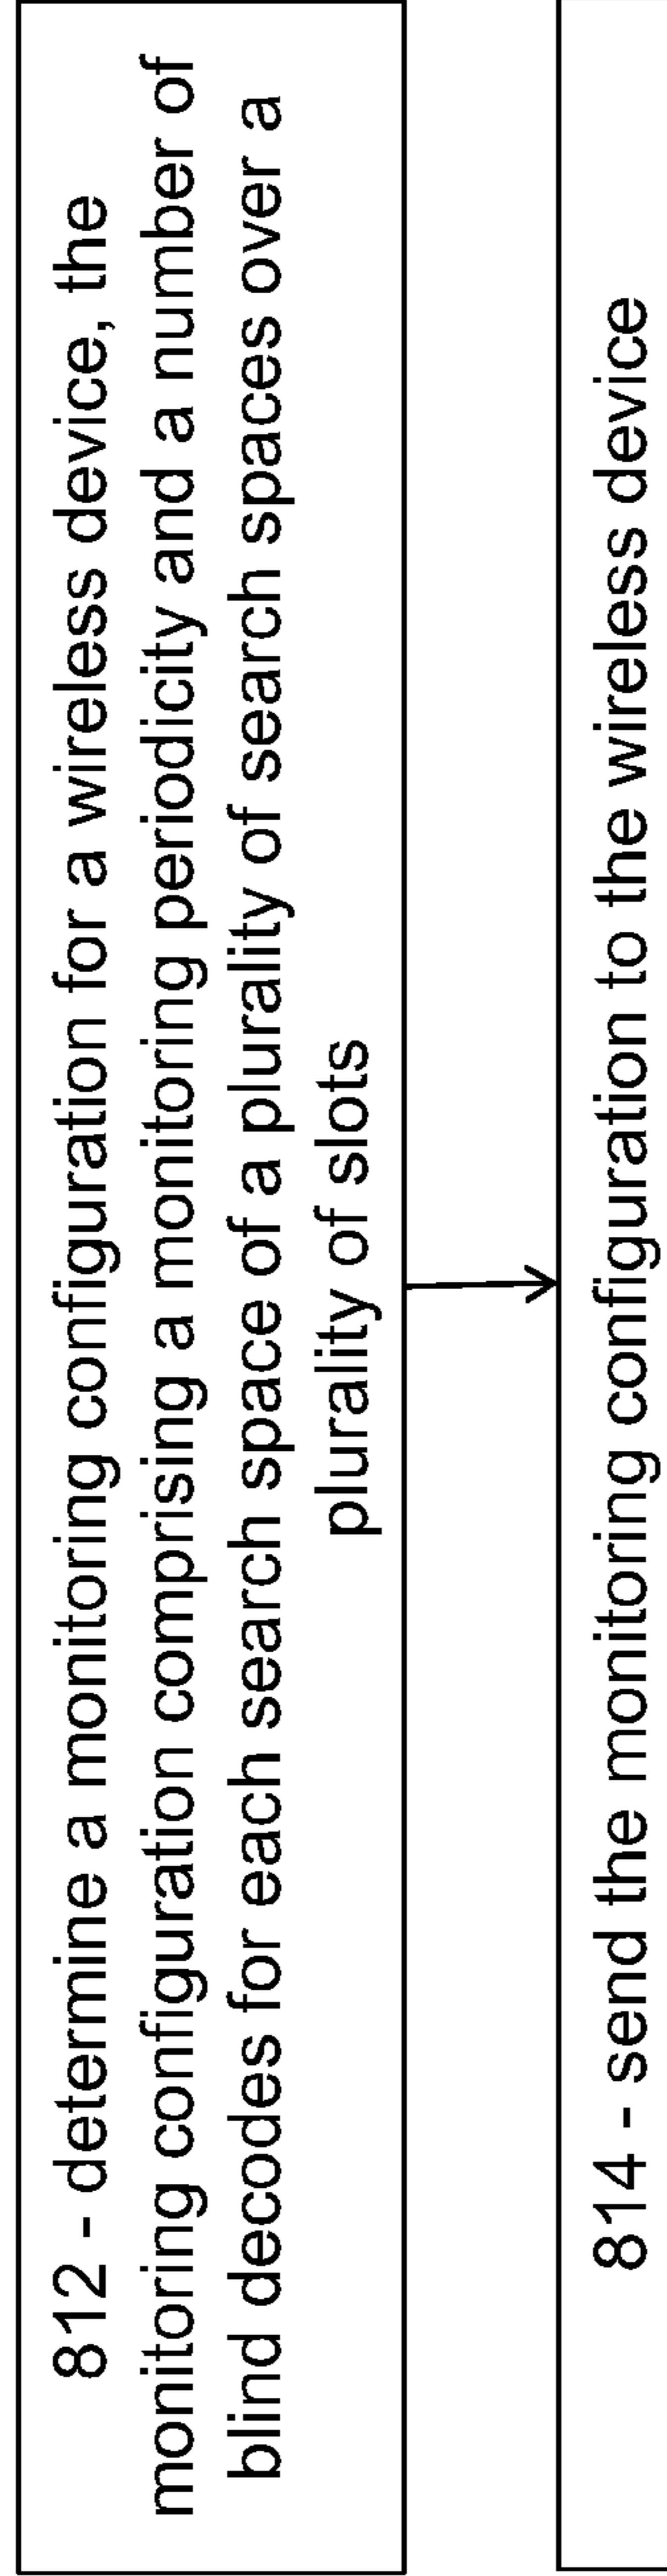 812 - determine a monitoring configuration for a wireless device, the
monitoring configuration comprising a monitoring periodicity and a number of
blind decodes for each search space of a plurality of search spaces over a
plurality of slots
814 - send the monitoring configuration to the wireless device